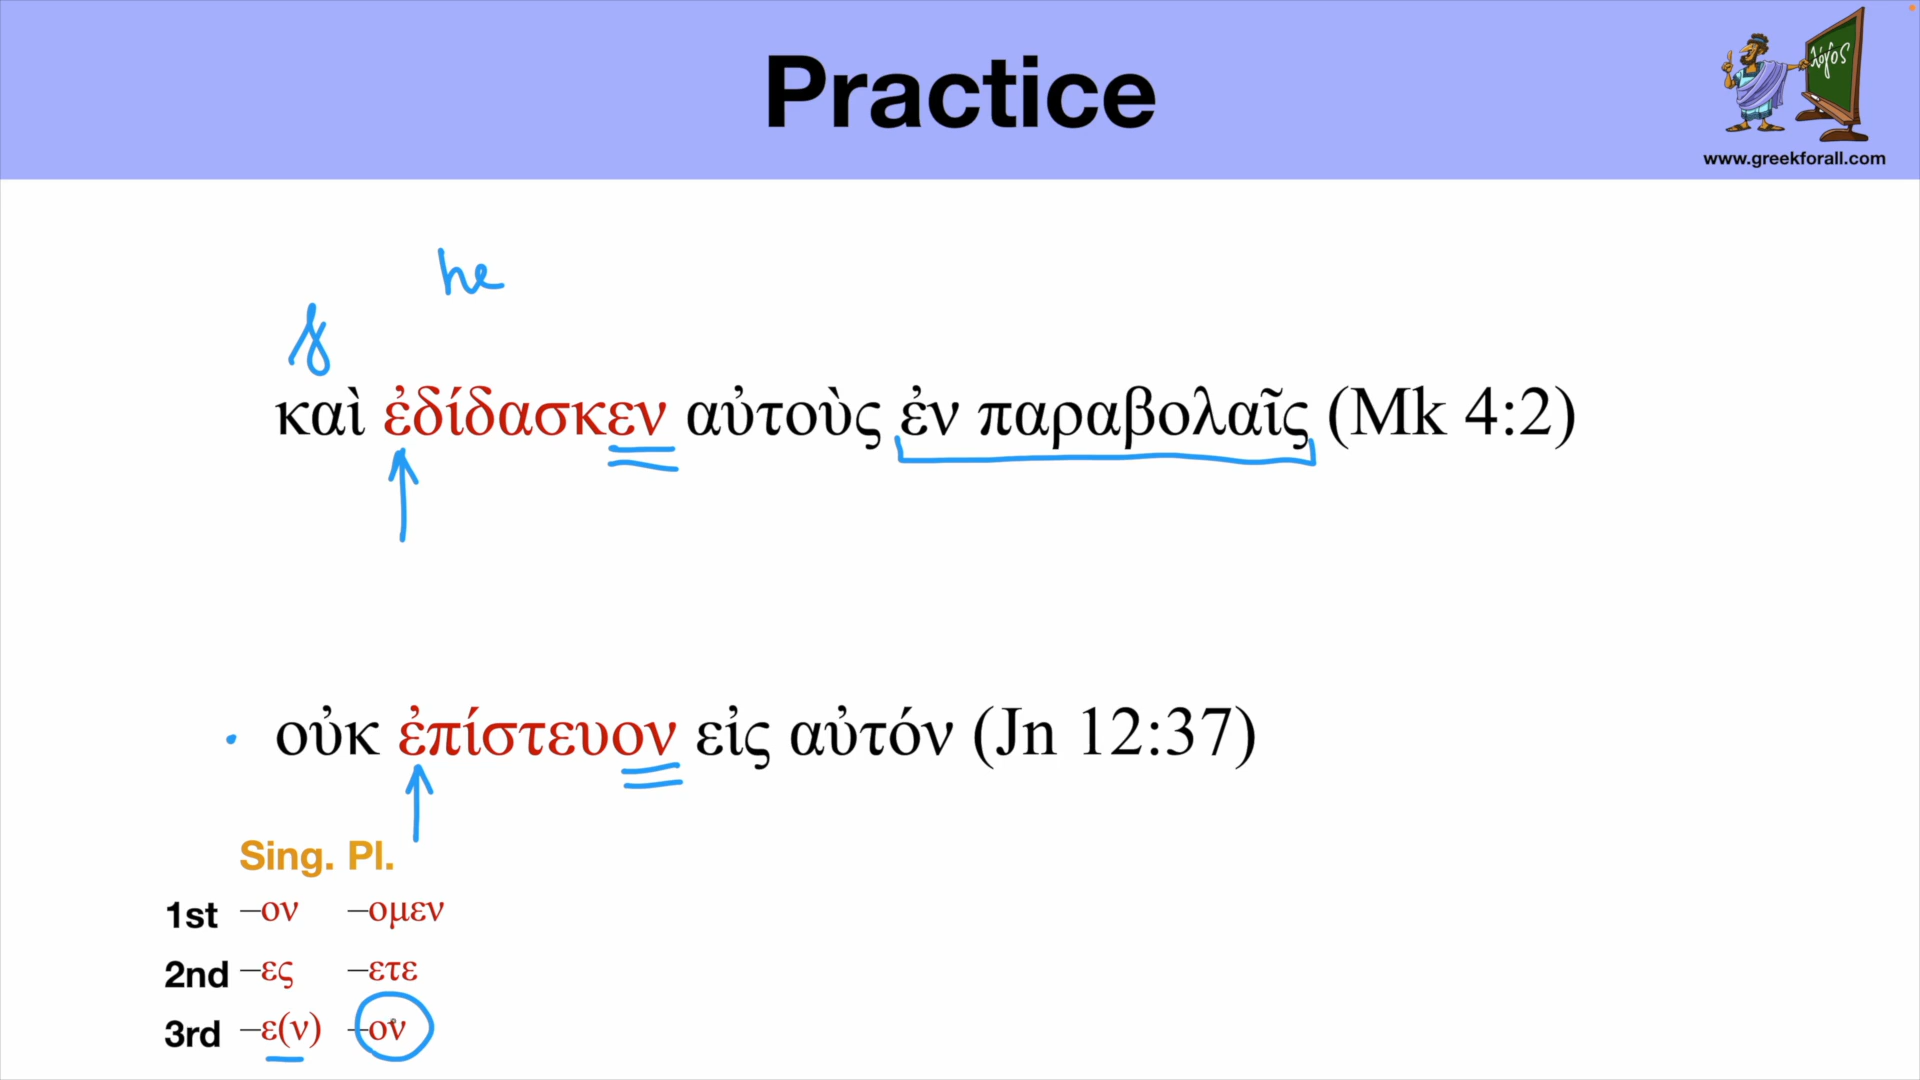 Practice
λόγος
www.greekforall.com
he
&
καὶ ἐδίδασκεν αὐτοὺς ἐν παραβολαῖς (Mk 4:2)
οὐκ ἐπίστευον εἰς αὐτόν (Jn 12:37)
Sing. Pl.
1st –ον –ομεν
2nd –ες –ετε
3rd –ε(ν) –ον